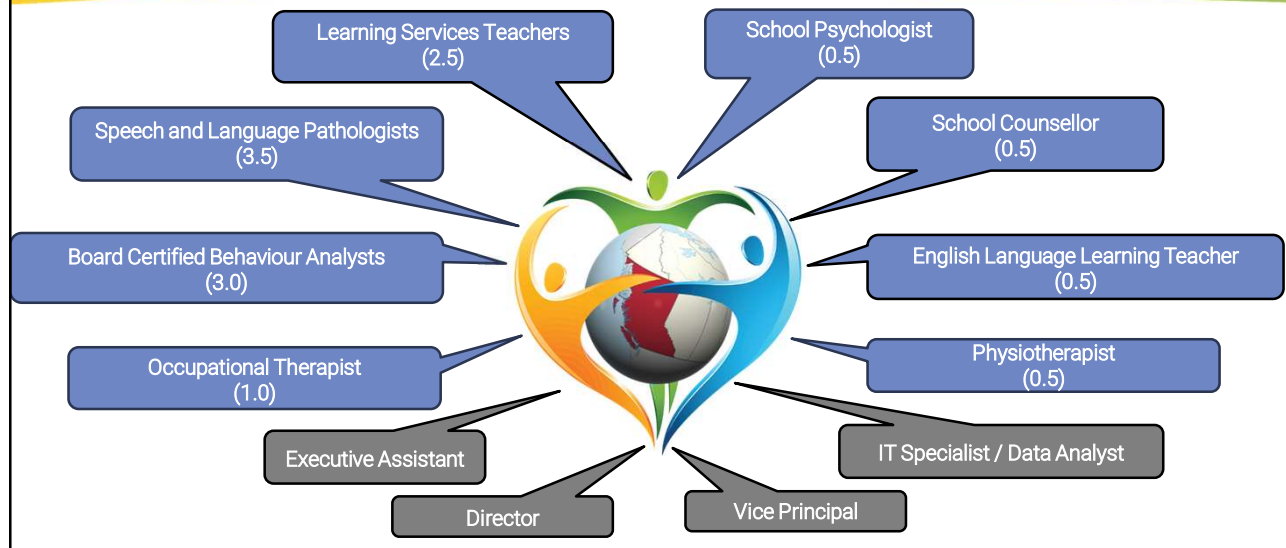 Learning Services Teachers
(2.5)
School Psychologist
(0.5)
Speech and Language Pathologists
(3.5)
School Counsellor
(0.5)
Board Certified Behaviour Analysts
(3.0)
English Language Learning Teacher
(0.5)
Occupational Therapist
(1.0)
Physiotherapist
(0.5)
Executive Assistant
IT Specialist / Data Analyst
Director
Vice Principal